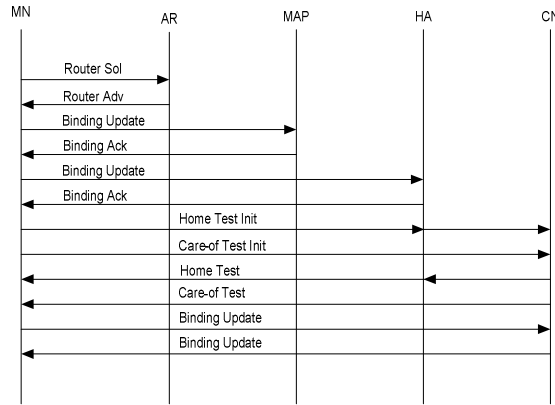 MN AR MAP HA CN
Router Sol
Router Adv
Binding Update
Binding Ack
Binding Update
Binding Ack
Home Test Init
Care-of Test Init
Home Test
Care-of Test
Binding Update
Binding Update